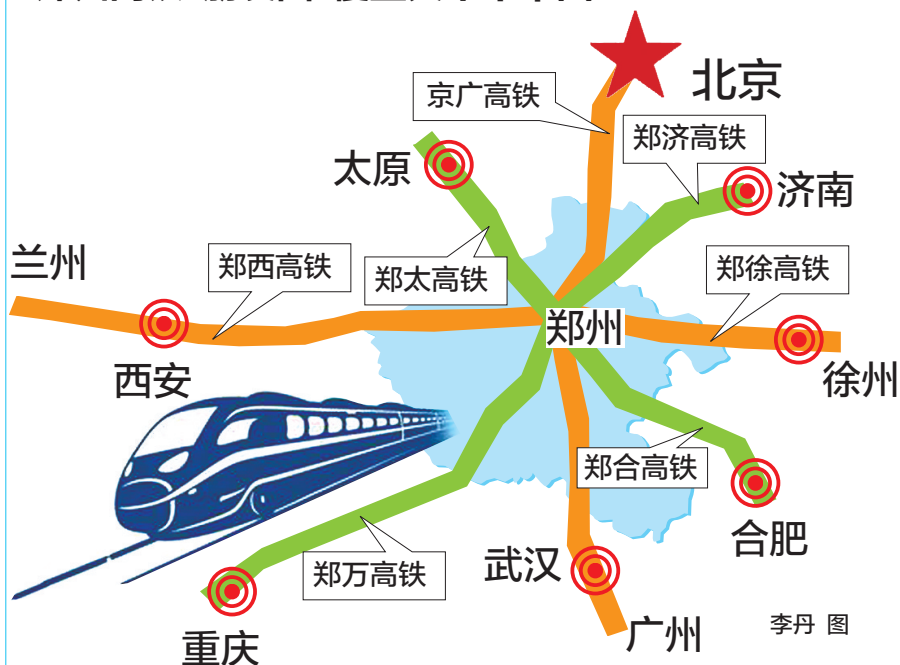 北京
京广高铁
郑济高铁
太原
济南
兰州
郑西高铁
郑太高铁
郑徐高铁
郑州
西安
徐州
郑合高铁
合肥
武汉
郑万高铁
广州
李丹 图
重庆